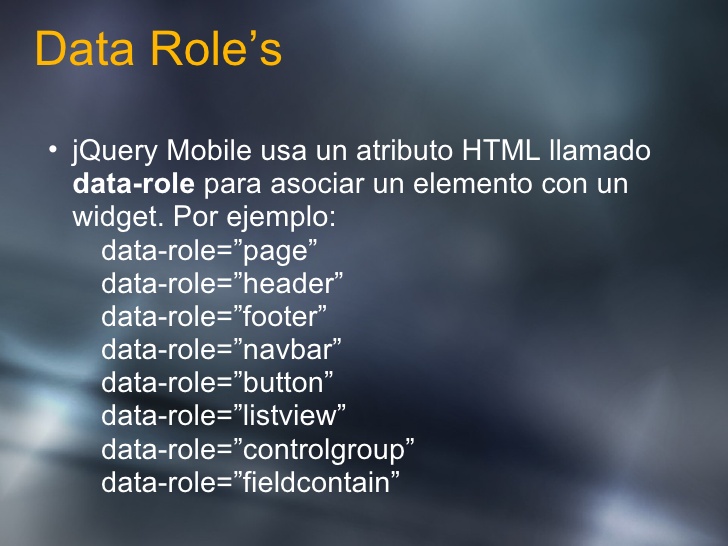 Data Role’s
• jQuery Mobile usa un atributo HTML llamado
data-role para asociar un elemento con un
widget. Por ejemplo:
data-role=”page”
data-role=”header”
data-role=”footer”
data-role=”navbar”
data-role=”button”
data-role=”listview”
data-role=”controlgroup”
data-role=”fieldcontain”